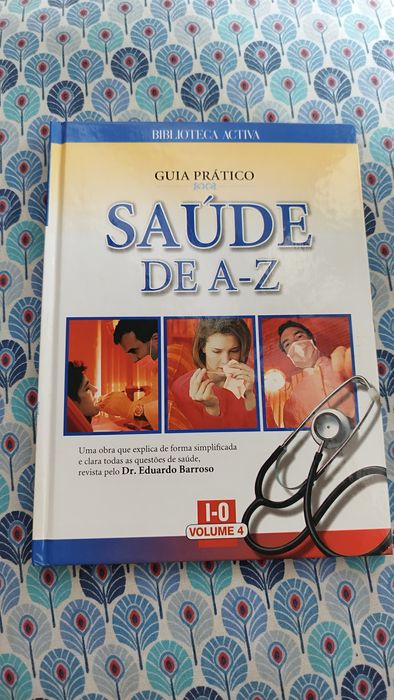 BIBLIOTECA ACTIVA
GUIA PRÁTICO
SAÚDE
DE A-Z
Uma obra que explica de forma simplificada
e clara todas as questões de saúde,
revista pelo Dr. Eduardo Barroso
I-O
VOLUME 4